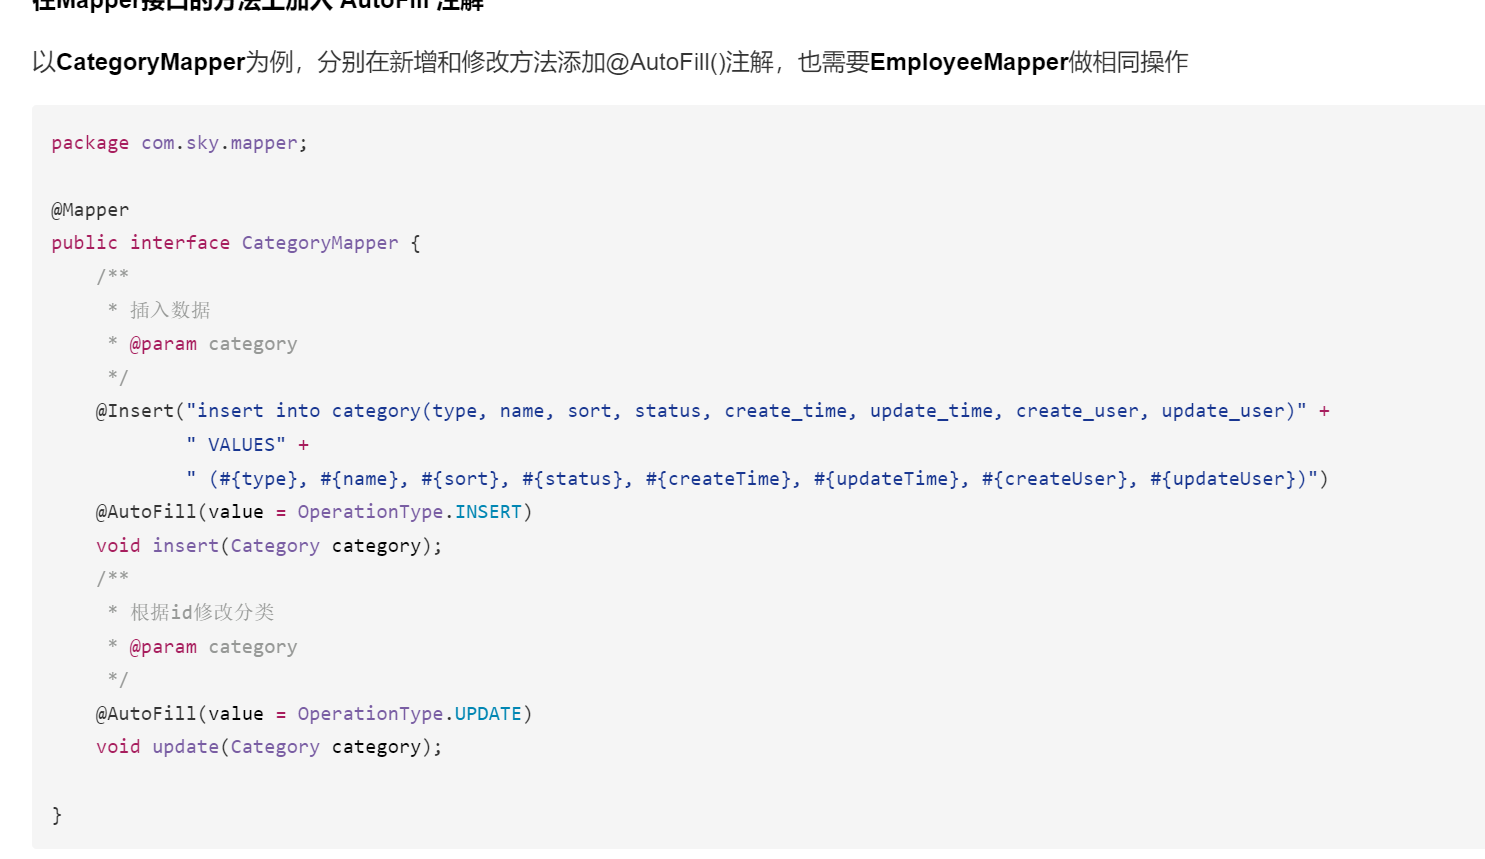 在Mapper接口的方法上加入 AutoFill 注解
以CategoryMapper为例，分别在新增和修改方法添加@AutoFill()注解，也需要EmployeeMapper做相同操作
package com.sky.mapper;
@Mapper
public interface CategoryMapper {
/**
* 插入数据
* @param category
*/
@Insert("insert into category(type, name, sort, status, create_time, update_time, create_user, update_user)" +
" VALUES" +
" (#{type}, #{name}, #{sort}, #{status}, #{createTime}, #{updateTime}, #{createUser}, #{updateUser})")
@AutoFill(value = OperationType.INSERT)
void insert(Category category);
/**
* 根据id修改分类
* @param category
*/
@AutoFill(value = OperationType.UPDATE)
void update(Category category);
}